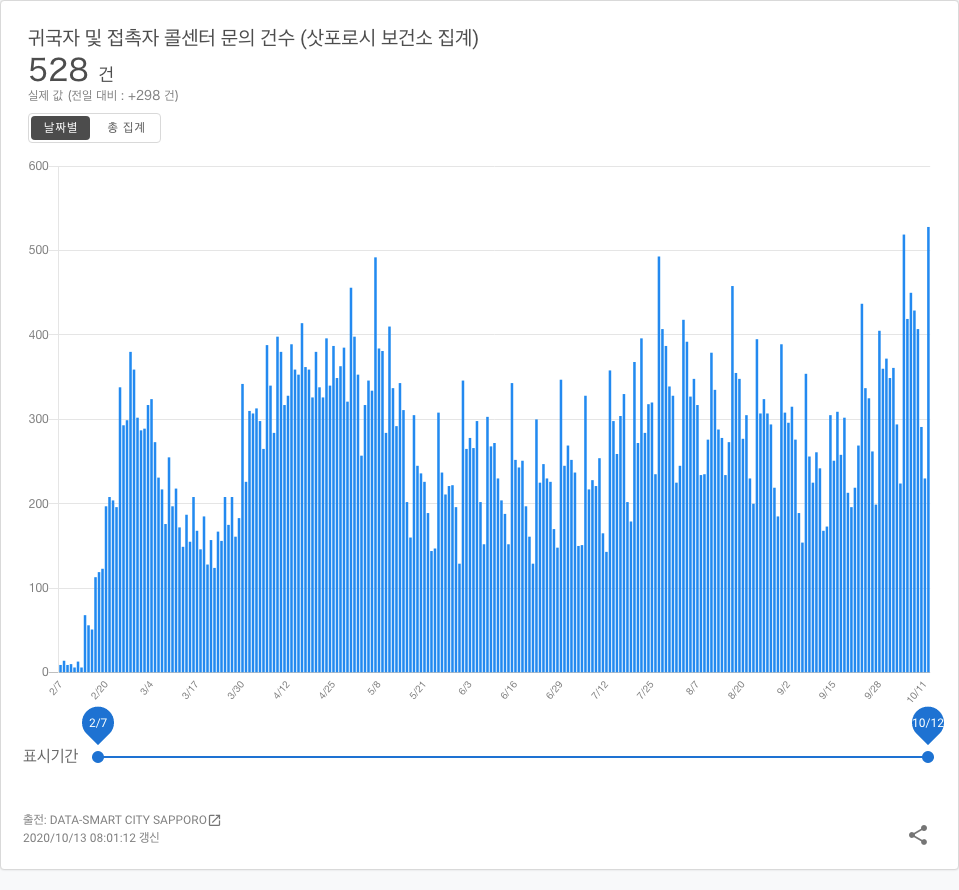 귀국자 및 접촉자 콜센터 문의 건수 (삿포로시 보건소 집계)
528 건
실제 값 (전일 대비 : +298 건)
날짜별 총 집계
600
500
400
300
200
100
0
2/7 2/20 3/4 3/17 3/30 4/12 4/25 5/8 5/21 6/3 6/16 6/29 7/12 7/25 8/7 8/20 9/2 9/15 9/28 10/11
2/7 10/12
표시기간
출전: DATA-SMART CITY SAPPORO
2020/10/13 08:01:12 갱신